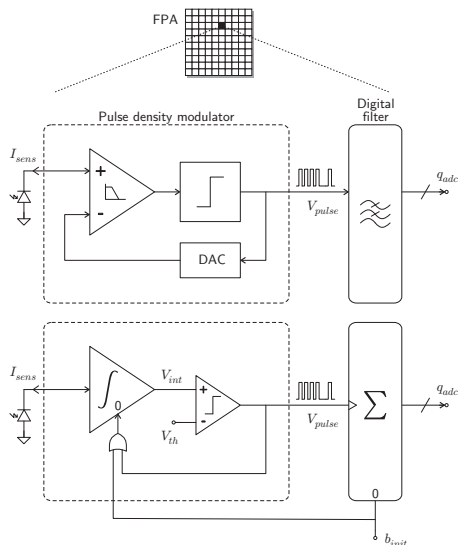 FPA
Pulse density modulator
Digital
filter
I_sens
+
-
DAC
V_pulse
q_adc
I_sens
∫
0
V_int
+
-
V_th
V_pulse
Σ
0
q_adc
b_init